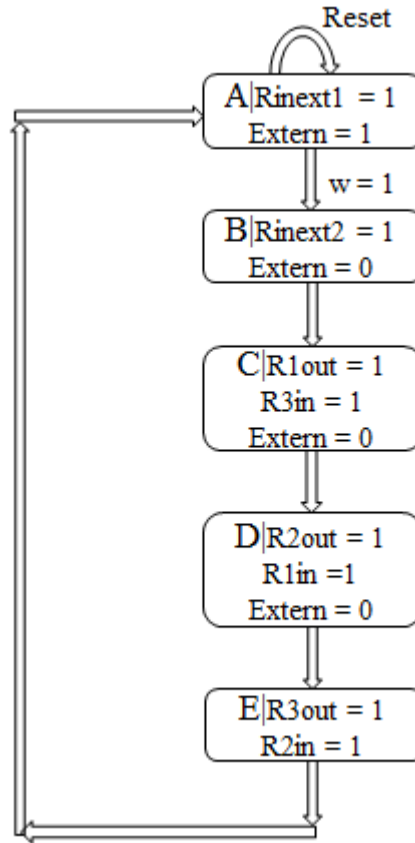 Reset
A|Rinext1 = 1
Extern = 1
w = 1
B|Rinext2 = 1
Extern = 0
C|R1out = 1
R3in = 1
Extern = 0
D|R2out = 1
R1in =1
Extern = 0
E|R3out = 1
R2in = 1